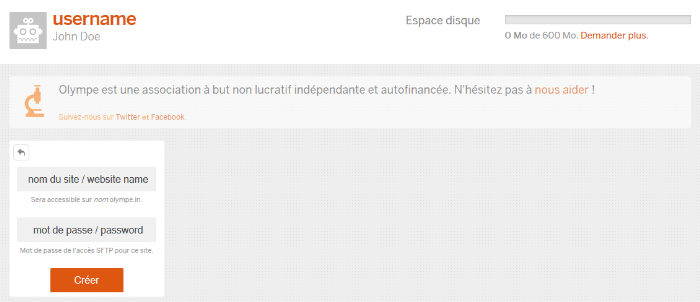 username
John Doe
Espace disque
0 Mo de 600 Mo. Demander plus.
Olympe est une association à but non lucratif indépendante et autofinancée. N'hésitez pas à nous aider !
Suivez-nous sur Twitter et Facebook.
nom du site / website name
Sera accessible sur nom.olympe.in.
mot de passe / password
Mot de passe de l'accès SFTP pour ce site.
Créer